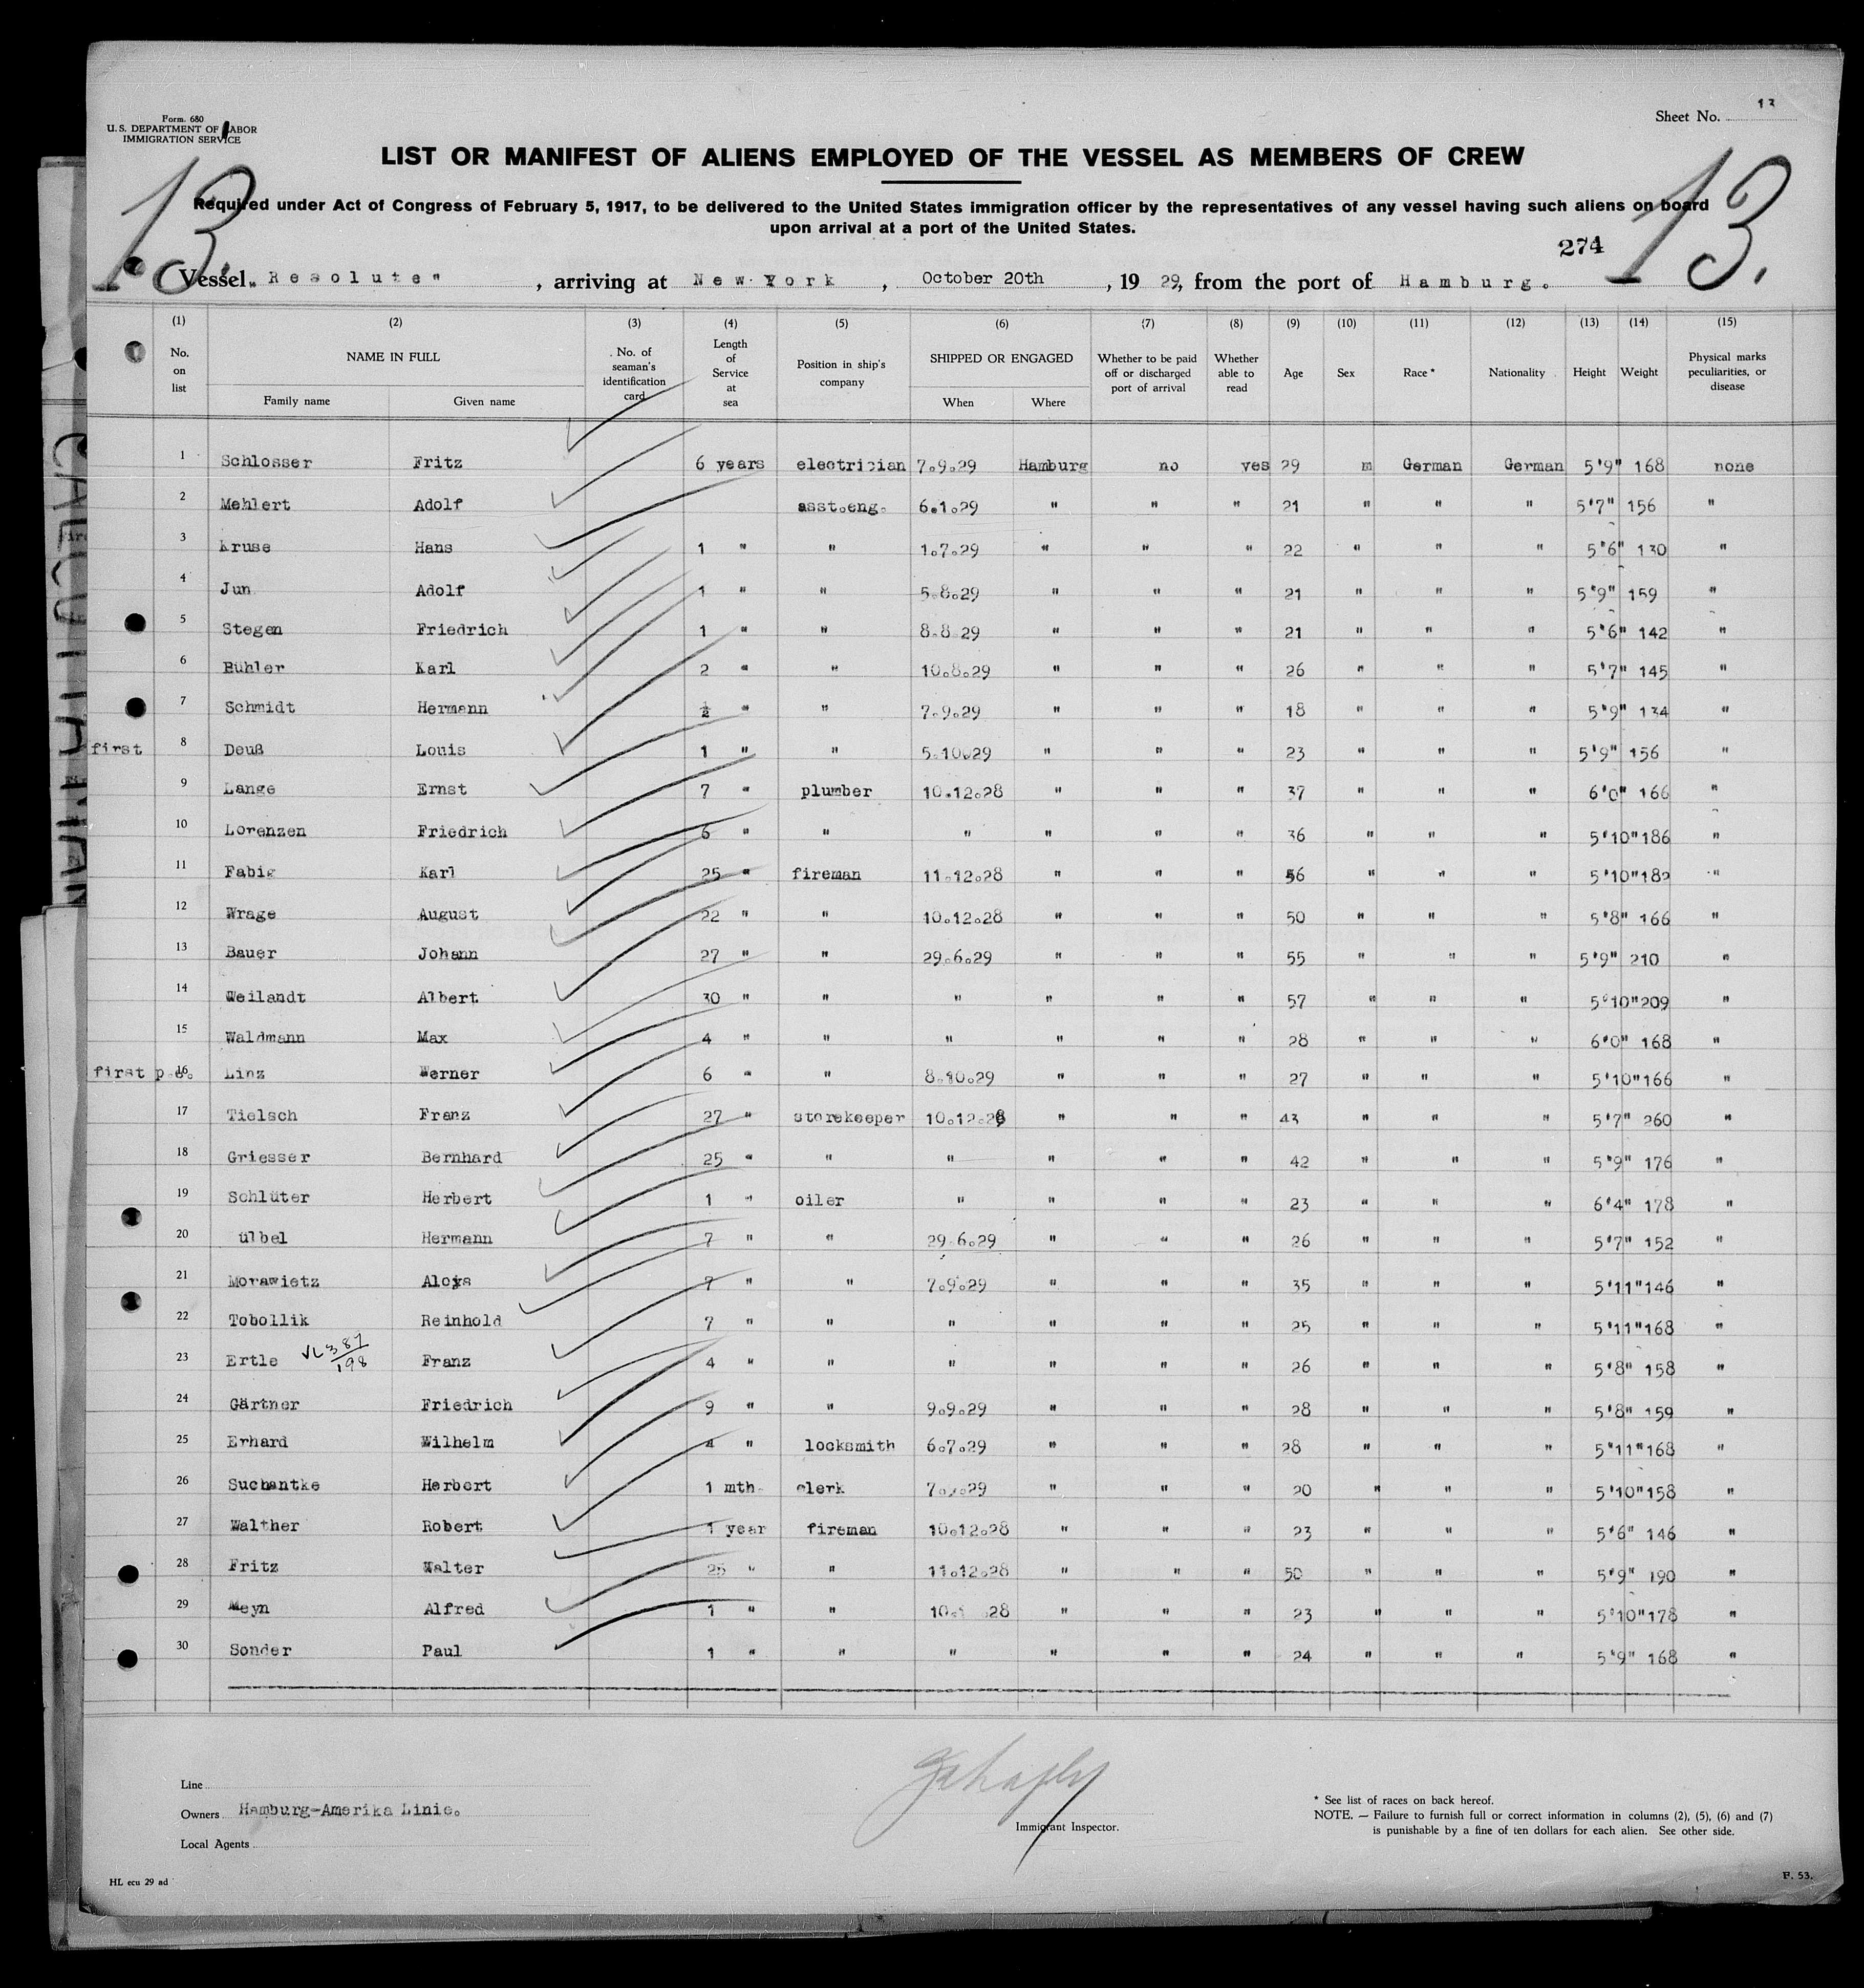 Form. 680
U.S. DEPARTMENT OF LABOR
IMMIGRATION SERVICE
Sheet No. 13
LIST OR MANIFEST OF ALIENS EMPLOYED OF THE VESSEL AS MEMBERS OF CREW
13. Required under Act of Congress of February 5, 1917, to be delivered to the United States immigration officer by the representatives of any vessel having such aliens on board 13.
upon arrival at a port of the United States.
274
Vessel „Resolute" , arriving at New York , October 20th , 1929, from the port of Hamburg.
(1) (2) (3) (4) (5) (6) (7) (8) (9) (10) (11) (12) (13) (14) (15)
No. on list NAME IN FULL Family name Given name No. of seaman's identification card Length of Service at sea Position in ship's company SHIPPED OR ENGAGED When Where Whether to be paid off or discharged port of arrival Whether able to read Age Sex Race * Nationality Height Weight Physical marks peculiarities, or disease
1 Schlosser Fritz 6 years electrician 7.9.29 Hamburg no yes 29 m German German 5'9" 168 none
2 Mehlert Adolf asst.eng. 6.1.29 " " " 21 " " " 5'7" 156 "
3 Kruse Hans 1 " " 1.7.29 " " " 22 " " " 5'6" 130 "
4 Jun Adolf 1 " " 5.8.29 " " " 21 " " " 5'9" 159 "
5 Stegen Friedrich 1 " " 8.8.29 " " " 21 " " " 5'6" 142 "
6 Bühler Karl 2 " " 10.8.29 " " " 26 " " " 5'7" 145 "
7 Schmidt Hermann ½ " " 7.9.29 " " " 18 " " " 5'9" 134 "
first 8 Deuß Louis 1 " " 5.10.29 " " " 23 " " " 5'9" 156 "
9 Lange Ernst 7 " plumber 10.12.28 " " " 37 " " " 6'0" 166 "
10 Lorenzen Friedrich 6 " " " " " " 36 " " " 5'10" 186 "
11 Fabig Karl 25 " fireman 11.12.28 " " " 56 " " " 5'10" 182 "
12 Wrage August 22 " " 10.12.28 " " " 50 " " " 5'8" 166 "
13 Bauer Johann 27 " " 29.6.29 " " " 55 " " " 5'9" 210 "
14 Weilandt Albert 30 " " " " " " 57 " " " 5'10" 209 "
15 Waldmann Max 4 " " " " " " 28 " " " 6'0" 168 "
first p.e. 16 Linz Werner 6 " " 8.10.29 " " " 27 " " " 5'10" 166 "
17 Tielsch Franz 27 " storekeeper 10.12.28 " " " 43 " " " 5'7" 260 "
18 Griesser Bernhard 25 " " " " " " 42 " " " 5'9" 176 "
19 Schlüter Herbert 1 " oiler " " " " 23 " " " 6'4" 178 "
20 ülbel Hermann 7 " " 29.6.29 " " " 26 " " " 5'7" 152 "
21 Morawietz Aloys 7 " " 7.9.29 " " " 35 " " " 5'11" 146 "
22 Tobollik Reinhold 7 " " " " " " 25 " " " 5'11" 168 "
23 Ertle VL 387/198 Franz 4 " " " " " " 26 " " " 5'8" 158 "
24 Gärtner Friedrich 9 " " 9.9.29 " " " 28 " " " 5'8" 159 "
25 Erhard Wilhelm 4 " locksmith 6.7.29 " " " 28 " " " 5'11" 168 "
26 Suchantke Herbert 1 mth. clerk " " " 20 " " " 5'10" 158 "
27 Walther Robert 1 year fireman 10.12.28 " " " 23 " " " 5'6" 146 "
28 Fritz Walter 25 " " 11.12.28 " " " 50 " " " 5'9" 190 "
29 Meyn Alfred 1 " " " " " 23 " " " 5'10" 178 "
30 Sonder Paul 1 " " " " " " 24 " " " 5'9" 168 "
Line
Owners Hamburg-Amerika Linie.
Local Agents
Immigrant Inspector.
* See list of races on back hereof.
NOTE. — Failure to furnish full or correct information in columns (2), (5), (6) and (7)
is punishable by a fine of ten dollars for each alien. See other side.
HL ecu 29 ad
F. 53.